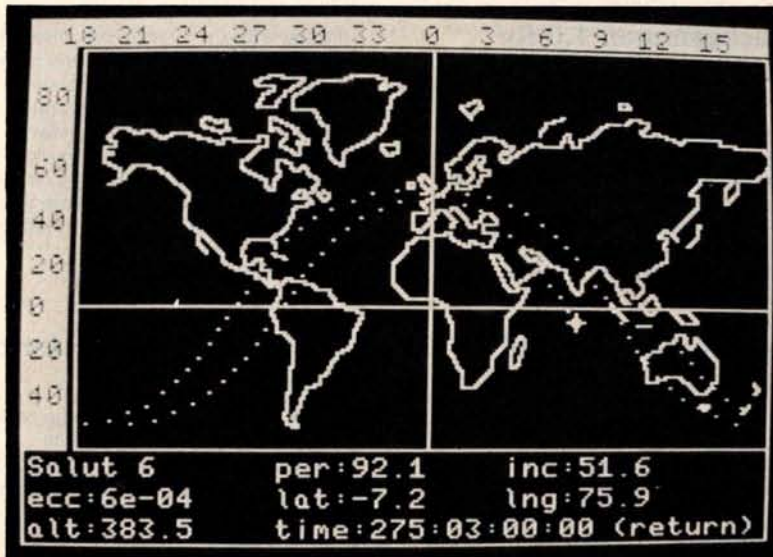 18 21 24 27 30 33 0 3 6 9 12 15
80
60
40
20
0
20
40
Salut 6 per:92.1 inc:51.6
ecc:6e-04 lat:-7.2 lng:75.9
alt:383.5 time:275:03:00:00 (return)